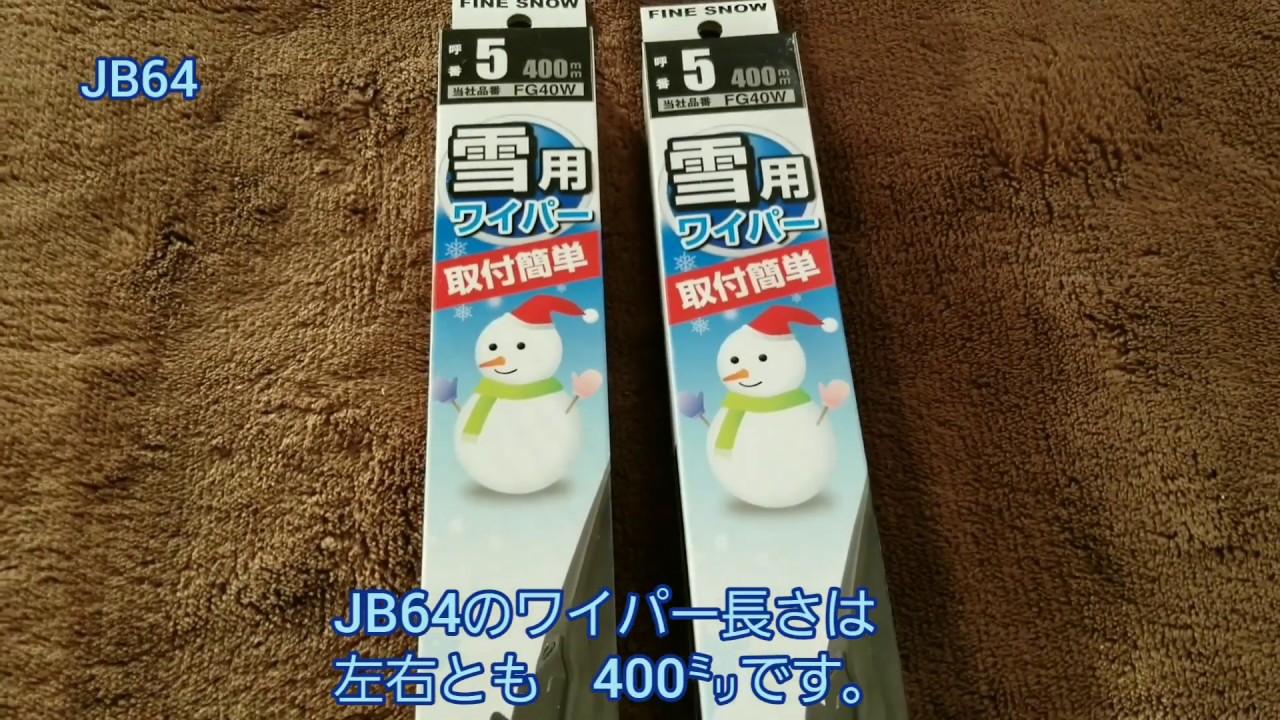 FINE SNOW
呼番 5 400mm
当社品番 FG40W
雪用
ワイパー
取付簡単
FINE SNOW
呼番 5 400mm
当社品番 FG40W
雪用
ワイパー
取付簡単
JB64
JB64のワイパー長さは
左右とも 400㍉です。